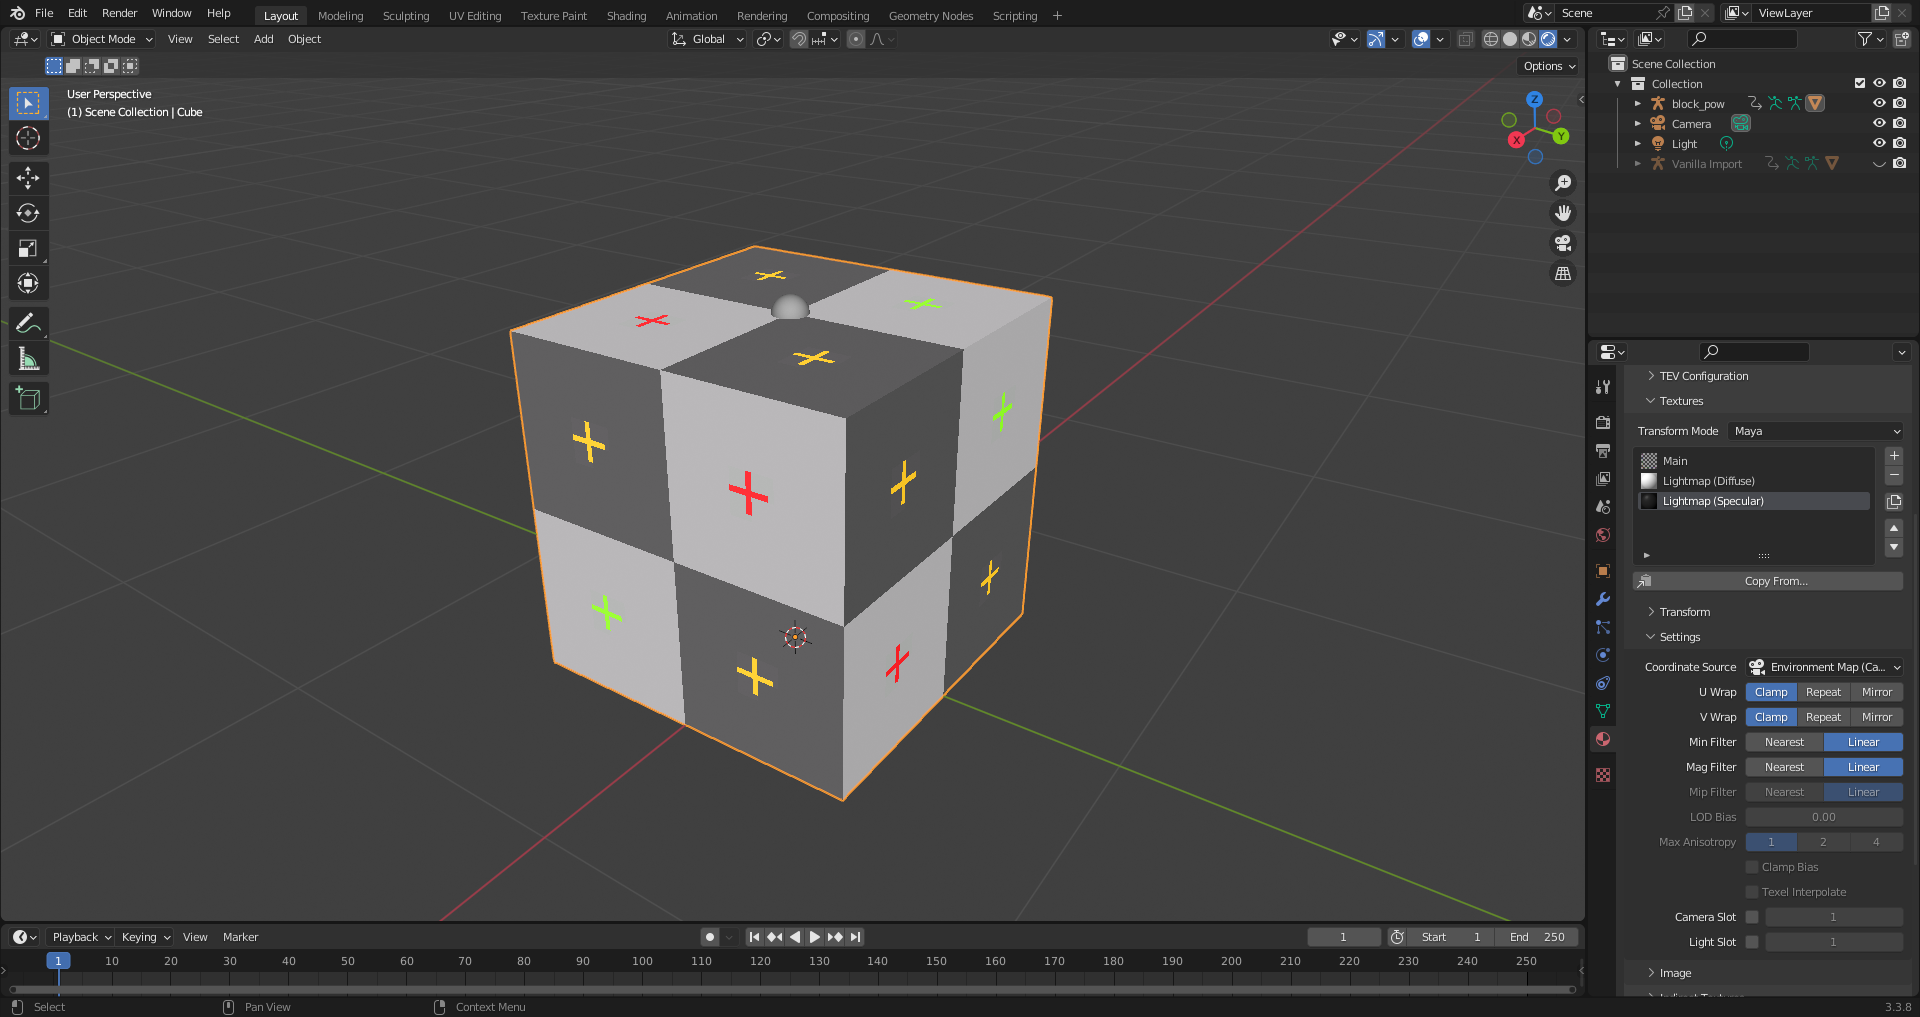 File Edit Render Window Help Layout Modeling Sculpting UV Editing Texture Paint Shading Animation Rendering Compositing Geometry Nodes Scripting Scene ViewLayer
Object Mode View Select Add Object Global
Options
User Perspective
(1) Scene Collection | Cube
Z
Y
X
Scene Collection
Collection
block_pow
Camera
Light
Vanilla Import
TEV Configuration
Textures
Transform Mode Maya
Main
Lightmap (Diffuse)
Lightmap (Specular)
Copy From...
Transform
Settings
Coordinate Source Environment Map (Ca...
U Wrap Clamp Repeat Mirror
V Wrap Clamp Repeat Mirror
Min Filter Nearest Linear
Mag Filter Nearest Linear
Mip Filter Nearest Linear
LOD Bias 0.00
Max Anisotropy 1 2 4
Clamp Bias
Texel Interpolate
Camera Slot 1
Light Slot 1
Image
Playback Keying View Marker 1 Start 1 End 250
1 10 20 30 40 50 60 70 80 90 100 110 120 130 140 150 160 170 180 190 200 210 220 230 240 250
Select Pan View Context Menu 3.3.8